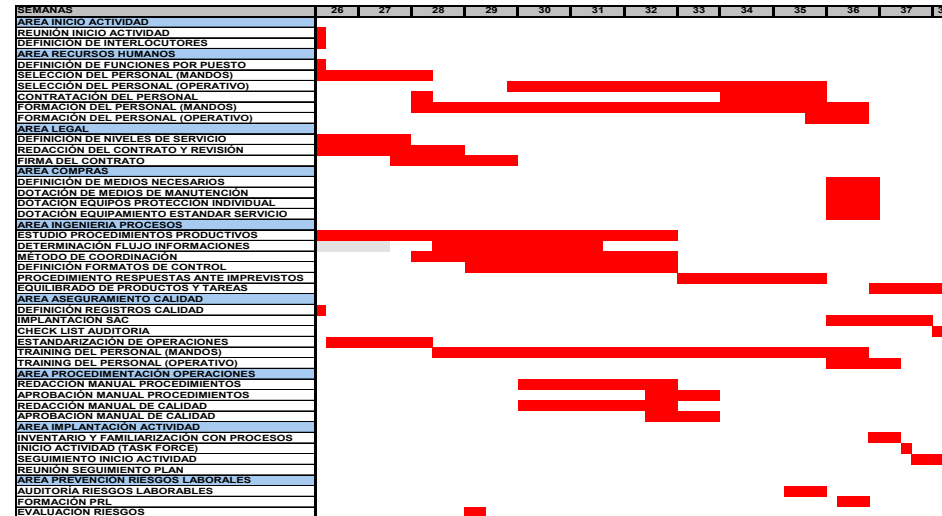 SEMANAS 26 27 28 29 30 31 32 33 34 35 36 37 3
AREA INICIO ACTIVIDAD
REUNIÓN INICIO ACTIVIDAD
DEFINICIÓN DE INTERLOCUTORES
AREA RECURSOS HUMANOS
DEFINICIÓN DE FUNCIONES POR PUESTO
SELECCIÓN DEL PERSONAL (MANDOS)
SELECCIÓN DEL PERSONAL (OPERATIVO)
CONTRATACIÓN DEL PERSONAL
FORMACIÓN DEL PERSONAL (MANDOS)
FORMACIÓN DEL PERSONAL (OPERATIVO)
AREA LEGAL
DEFINICIÓN DE NIVELES DE SERVICIO
REDACCIÓN DEL CONTRATO Y REVISIÓN
FIRMA DEL CONTRATO
AREA COMPRAS
DEFINICIÓN DE MEDIOS NECESARIOS
DOTACIÓN DE MEDIOS DE MANUTENCIÓN
DOTACIÓN EQUIPOS PROTECCION INDIVIDUAL
DOTACIÓN EQUIPAMIENTO ESTANDAR SERVICIO
AREA INGENIERIA PROCESOS
ESTUDIO PROCEDIMIENTOS PRODUCTIVOS
DETERMINACIÓN FLUJO INFORMACIONES
MÉTODO DE COORDINACIÓN
DEFINICIÓN FORMATOS DE CONTROL
PROCEDIMIENTO RESPUESTAS ANTE IMPREVISTOS
EQUILIBRADO DE PRODUCTOS Y TAREAS
AREA ASEGURAMIENTO CALIDAD
DEFINICIÓN REGISTROS CALIDAD
IMPLANTACIÓN SAC
CHECK LIST AUDITORIA
ESTANDARIZACIÓN DE OPERACIONES
TRAINING DEL PERSONAL (MANDOS)
TRAINING DEL PERSONAL (OPERATIVO)
AREA PROCEDIMENTACIÓN OPERACIONES
REDACCIÓN MANUAL PROCEDIMIENTOS
APROBACIÓN MANUAL PROCEDIMIENTOS
REDACCIÓN MANUAL DE CALIDAD
APROBACIÓN MANUAL DE CALIDAD
AREA IMPLANTACIÓN ACTIVIDAD
INVENTARIO Y FAMILIARIZACIÓN CON PROCESOS
INICIO ACTIVIDAD (TASK FORCE)
SEGUIMIENTO INICIO ACTIVIDAD
REUNIÓN SEGUIMIENTO PLAN
AREA PREVENCIÓN RIESGOS LABORALES
AUDITORÍA RIESGOS LABORABLES
FORMACIÓN PRL
EVALUACIÓN RIESGOS